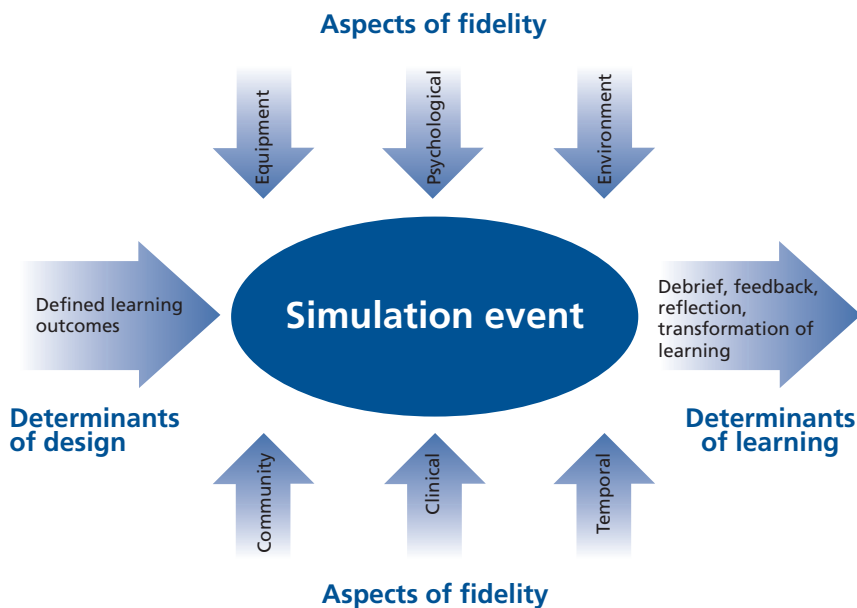 Aspects of fidelity
Equipment
Psychological
Environment
Defined learning
outcomes
Simulation event
Debrief, feedback,
reflection,
transformation of
learning
Determinants
of design
Determinants
of learning
Community
Clinical
Temporal
Aspects of fidelity